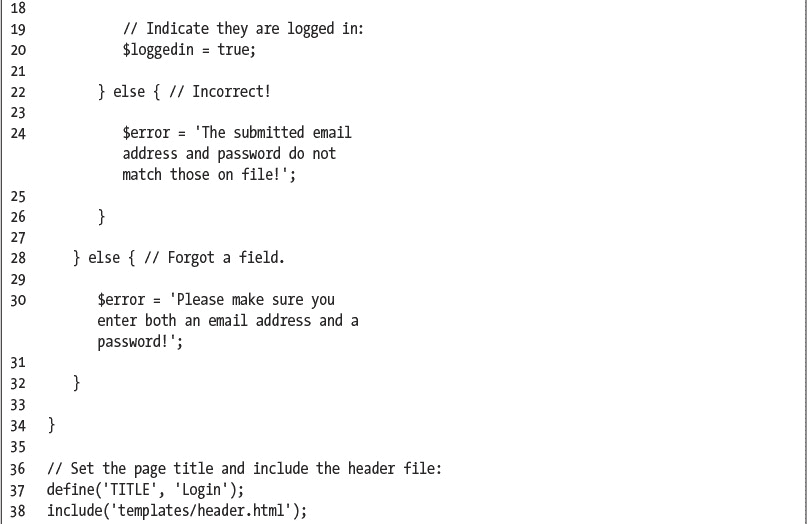 18
19 // Indicate they are logged in:
20 $loggedin = true;
21
22 } else { // Incorrect!
23
24 $error = 'The submitted email
address and password do not
match those on file!';
25
26 }
27
28 } else { // Forgot a field.
29
30 $error = 'Please make sure you
enter both an email address and a
password!';
31
32 }
33
34 }
35
36 // Set the page title and include the header file:
37 define('TITLE', 'Login');
38 include('templates/header.html');